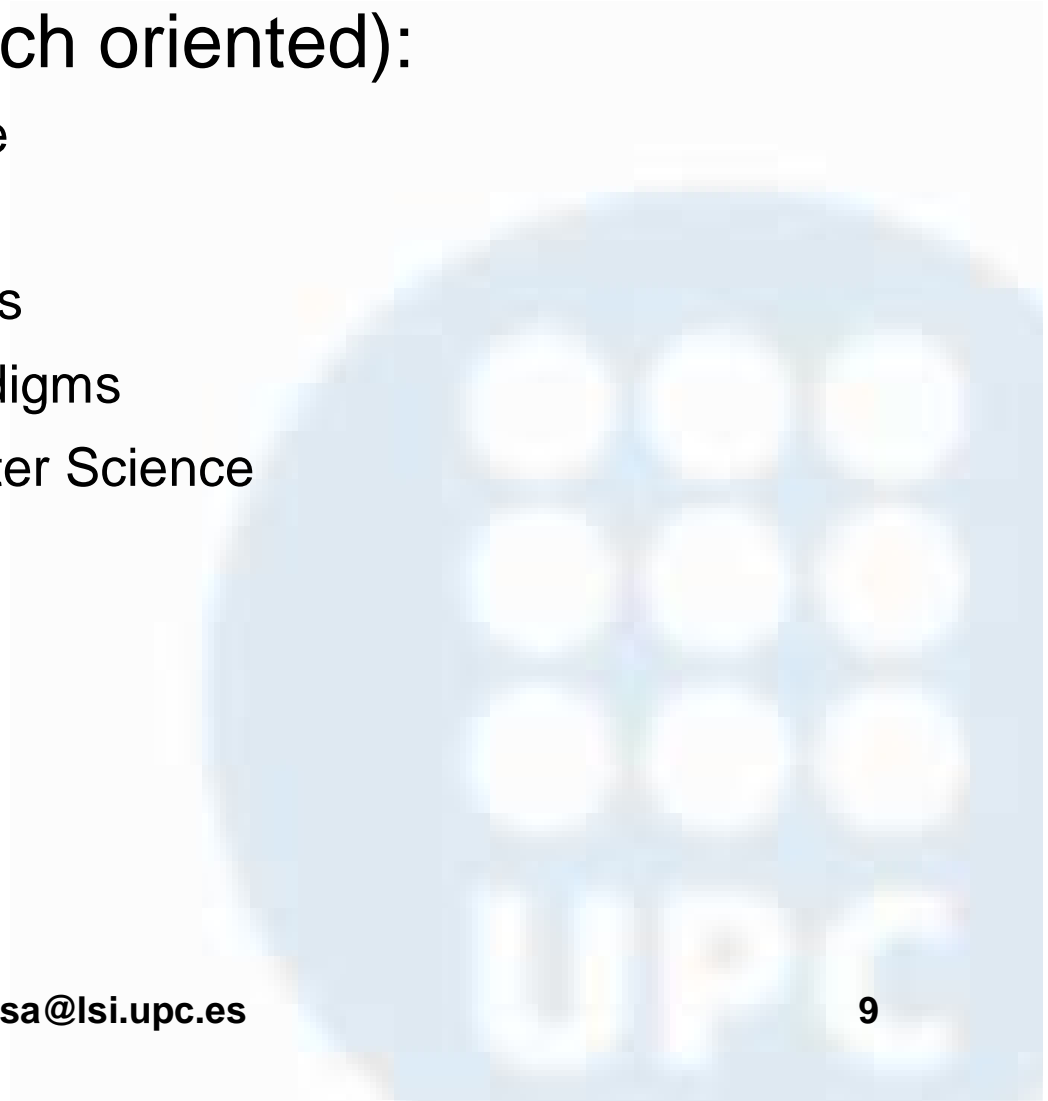 ch oriented):
e
s
digms
ter Science
UPC
sa@lsi.upc.es 9